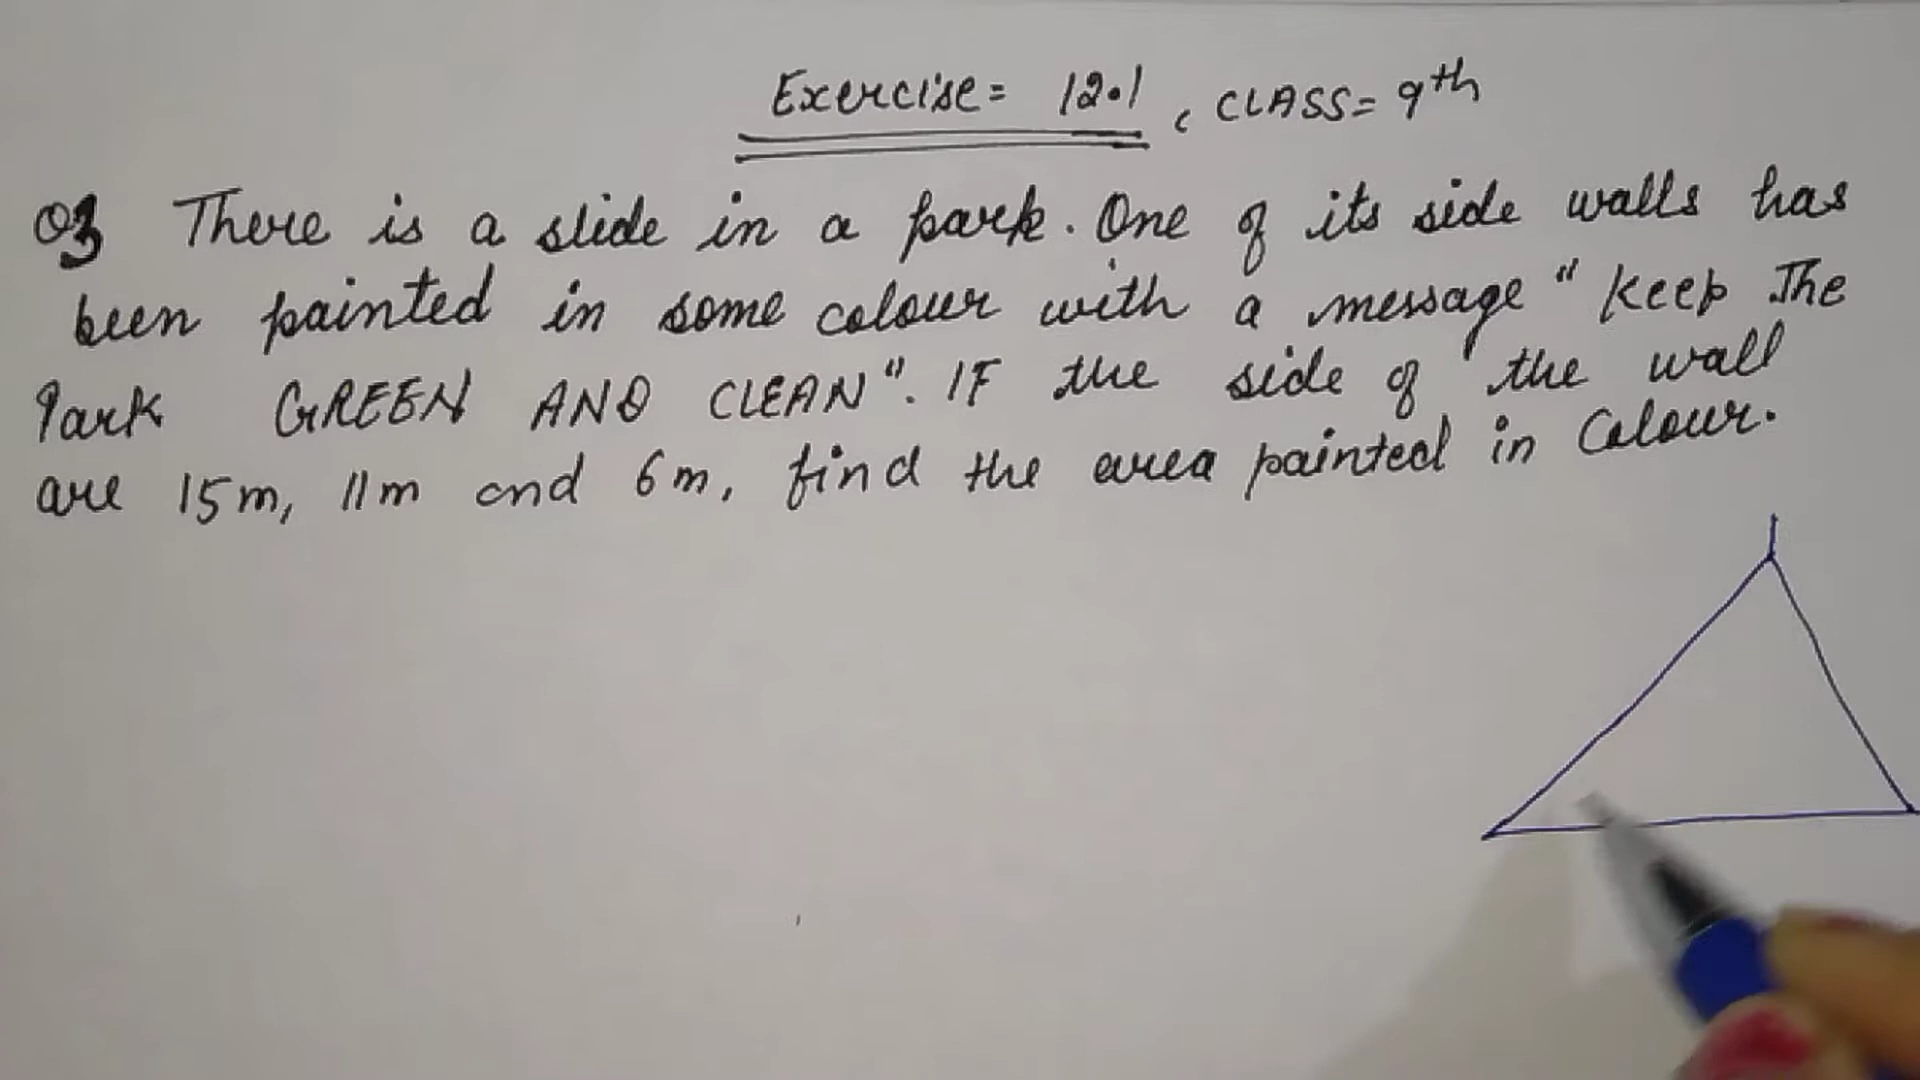 Exercise = 12.1, CLASS = 9th
Q3 There is a slide in a park. One of its side walls has
been painted in some colour with a message "Keep The
Park GREEN AND CLEAN". IF the side of the wall
are 15m, 11m and 6m, find the area painted in Colour.